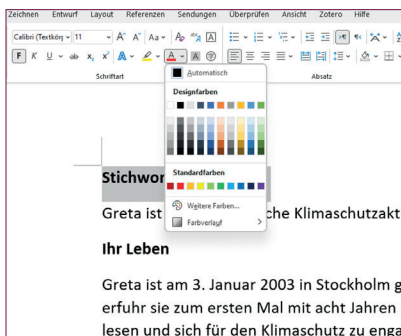 Zeichnen Entwurf Layout Referenzen Sendungen Überprüfen Ansicht Zotero Hilfe
Calibri (Textkörp 11 A A Aa A A
F K U ab x₂ x² A A A
Schriftart Absatz
Automatisch
Designfarben
Standardfarben
Weitere Farben...
Farbverlauf
Stichwor
Greta ist che Klimaschutzakt
Ihr Leben
Greta ist am 3. Januar 2003 in Stockholm g
erfuhr sie zum ersten Mal mit acht Jahren
lesen und sich für den Klimaschutz zu enga